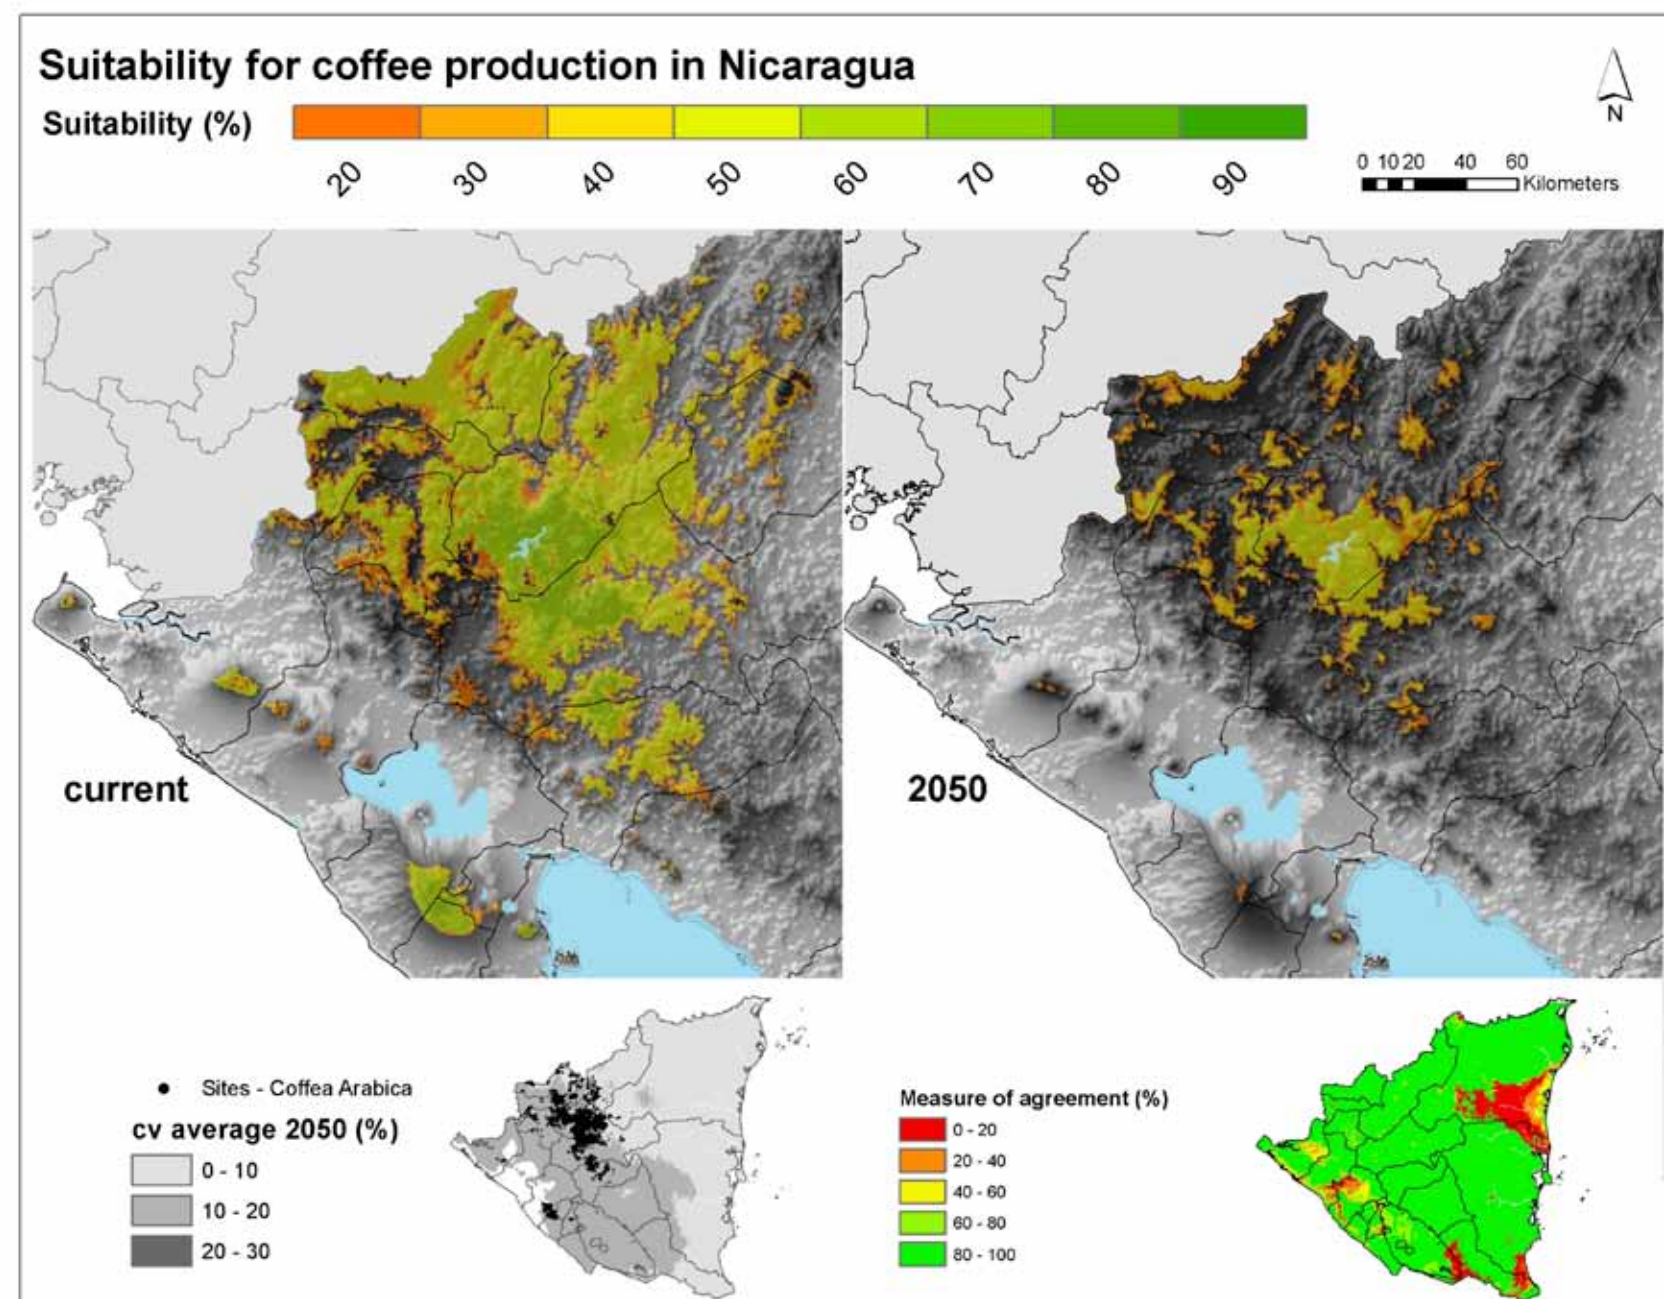 Suitability for coffee production in Nicaragua
Suitability (%)
20 30 40 50 60 70 80 90
N
0 10 20 40 60
Kilometers
current
2050
Sites - Coffea Arabica
cv average 2050 (%)
0 - 10
10 - 20
20 - 30
Measure of agreement (%)
0 - 20
20 - 40
40 - 60
60 - 80
80 - 100